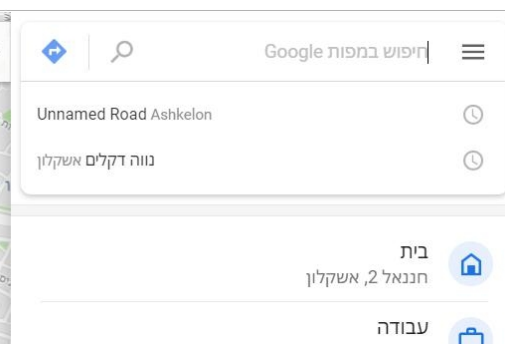 חיפוש במפות Google
Unnamed Road Ashkelon
נווה דקלים אשקלון
בית
חננאל 2, אשקלון
עבודה